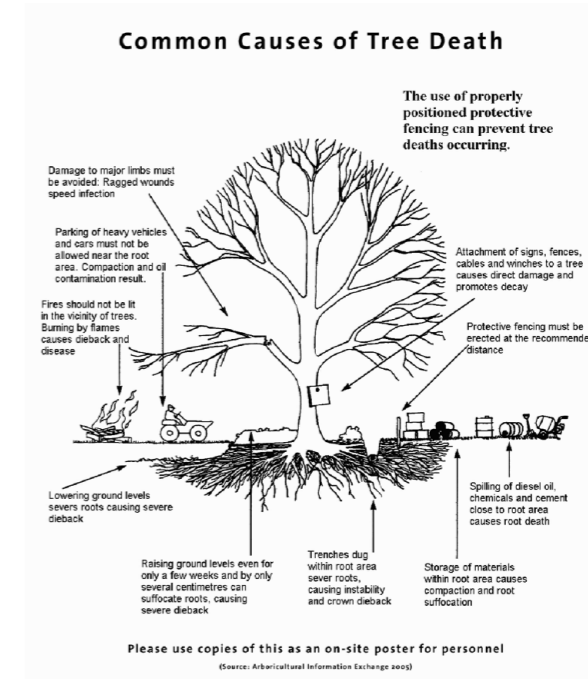 Common Causes of Tree Death
The use of properly
positioned protective
fencing can prevent tree
deaths occurring.
Damage to major limbs must
be avoided: Ragged wounds
speed infection
Parking of heavy vehicles
and cars must not be
allowed near the root
area. Compaction and oil
contamination result.
Fires should not be lit
in the vicinity of trees.
Burning by flames
causes dieback and
disease
Attachment of signs, fences,
cables and winches to a tree
causes direct damage and
promotes decay
Protective fencing must be
erected at the recommende
distance
Lowering ground levels
severs roots causing severe
dieback
Raising ground levels even for
only a few weeks and by only
several centimetres can
suffocate roots, causing
severe dieback
Trenches dug
within root area
sever roots,
causing instability
and crown dieback
Storage of materials
within root area causes
compaction and root
suffocation
Spilling of diesel oil,
chemicals and cement
close to root area
causes root death
Please use copies of this as an on-site poster for personnel
(Source: Arboricultural Information Exchange 2005)